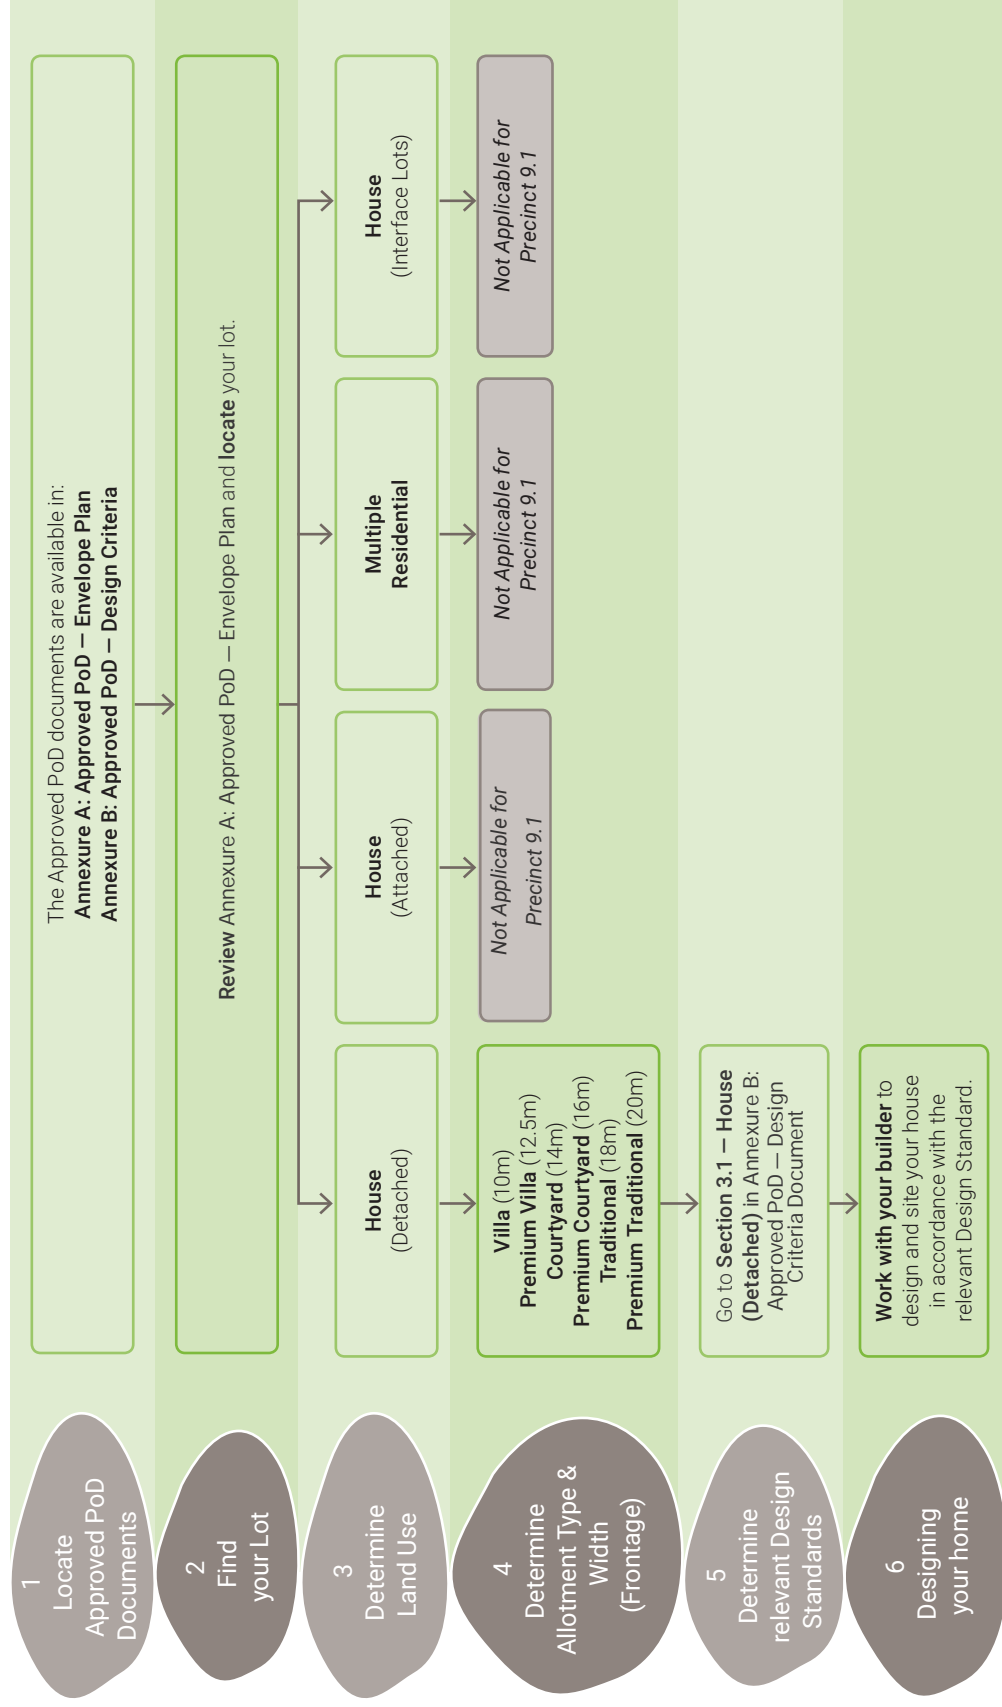 1
Locate
Approved PoD
Documents
The Approved PoD documents are available in:
Annexure A: Approved PoD — Envelope Plan
Annexure B: Approved PoD — Design Criteria
2
Find
your Lot
Review Annexure A: Approved PoD — Envelope Plan and locate your lot.
3
Determine
Land Use
House
(Detached)
House
(Attached)
Multiple
Residential
House
(Interface Lots)
4
Determine
Allotment Type &
Width
(Frontage)
Villa (10m)
Premium Villa (12.5m)
Courtyard (14m)
Premium Courtyard (16m)
Traditional (18m)
Premium Traditional (20m)
Not Applicable for
Precinct 9.1
Not Applicable for
Precinct 9.1
Not Applicable for
Precinct 9.1
5
Determine
relevant Design
Standards
Go to Section 3.1 — House
(Detached) in Annexure B:
Approved PoD — Design
Criteria Document
6
Designing
your home
Work with your builder to
design and site your house
in accordance with the
relevant Design Standard.